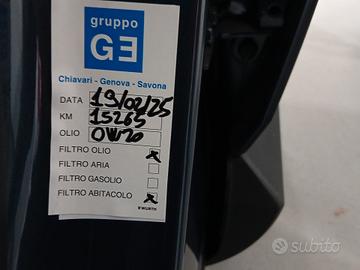 gruppo
GE
Chiavari - Genova - Savona
DATA 19/02/25
KM 15265
OLIO 0W20
FILTRO OLIO
FILTRO ARIA
FILTRO GASOLIO
FILTRO ABITACOLO
WÜRTH
subito